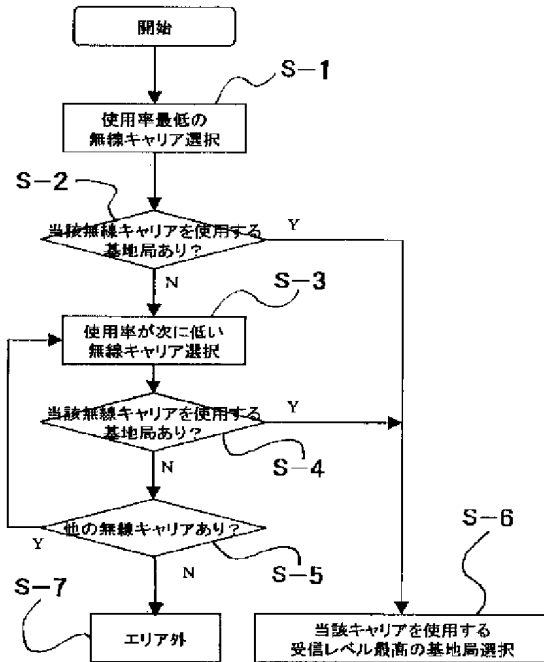 開始
S-1
使用率最低の
無線キャリア選択
S-2
当該無線キャリアを使用する
基地局あり?
Y
N
S-3
使用率が次に低い
無線キャリア選択
当該無線キャリアを使用する
基地局あり?
Y
S-4
N
他の無線キャリアあり?
Y
S-5
N
S-6
S-7
エリア外
当該キャリアを使用する
受信レベル最高の基地局選択